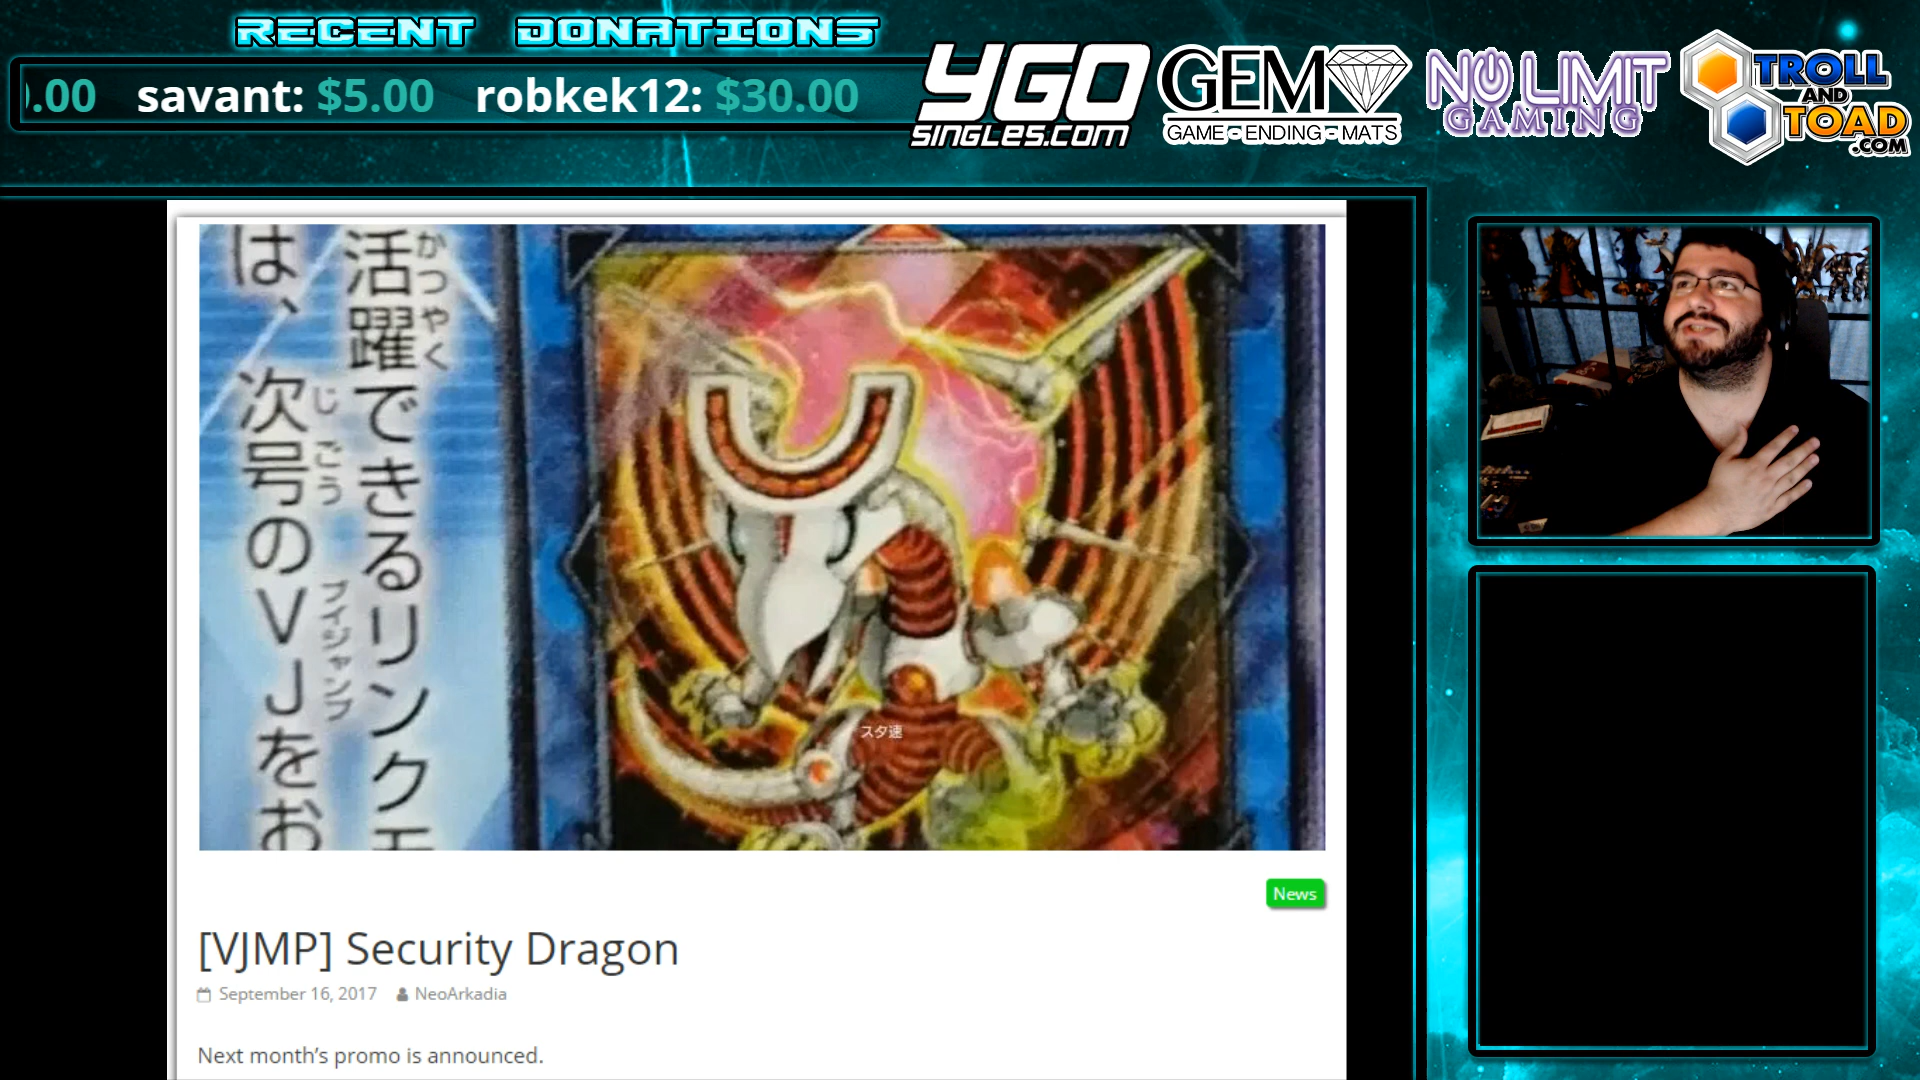 RECENT DONATIONS
.00 savant: $5.00 robkek12: $30.00
YGO
SINGLES.COM
GEM
GAME-ENDING-MATS
NO LIMIT
GAMING
TROLL
AND
TOAD
.COM
活躍できるリンクモ
かつやく
は、次号のVJをお
じごう
ブイジャンプ
スタ速
News
[VJMP] Security Dragon
September 16, 2017 NeoArkadia
Next month's promo is announced.